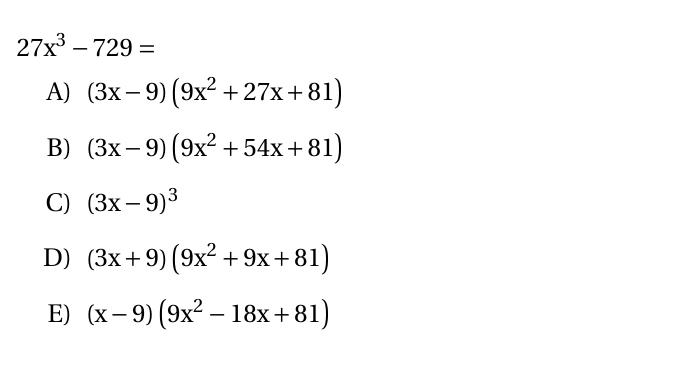 27x³ – 729 =
A) (3x – 9)(9x² + 27x + 81)
B) (3x – 9)(9x² + 54x + 81)
C) (3x – 9)³
D) (3x + 9)(9x² + 9x + 81)
E) (x – 9)(9x² – 18x + 81)